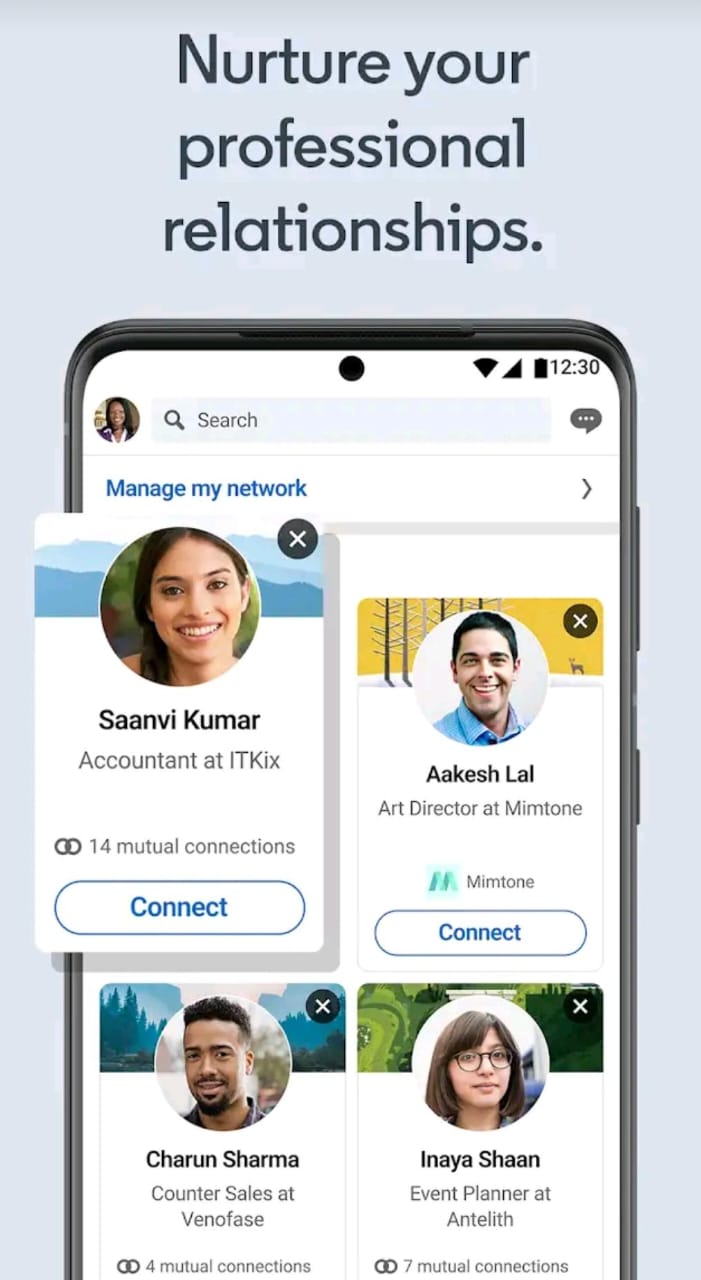 Nurture your
professional
relationships.
12:30
Search
Manage my network
Saanvi Kumar
Accountant at ITKix
14 mutual connections
Connect
Aakesh Lal
Art Director at Mimtone
Mimtone
Connect
Charun Sharma
Counter Sales at
Venofase
4 mutual connections
Inaya Shaan
Event Planner at
Antelith
7 mutual connections